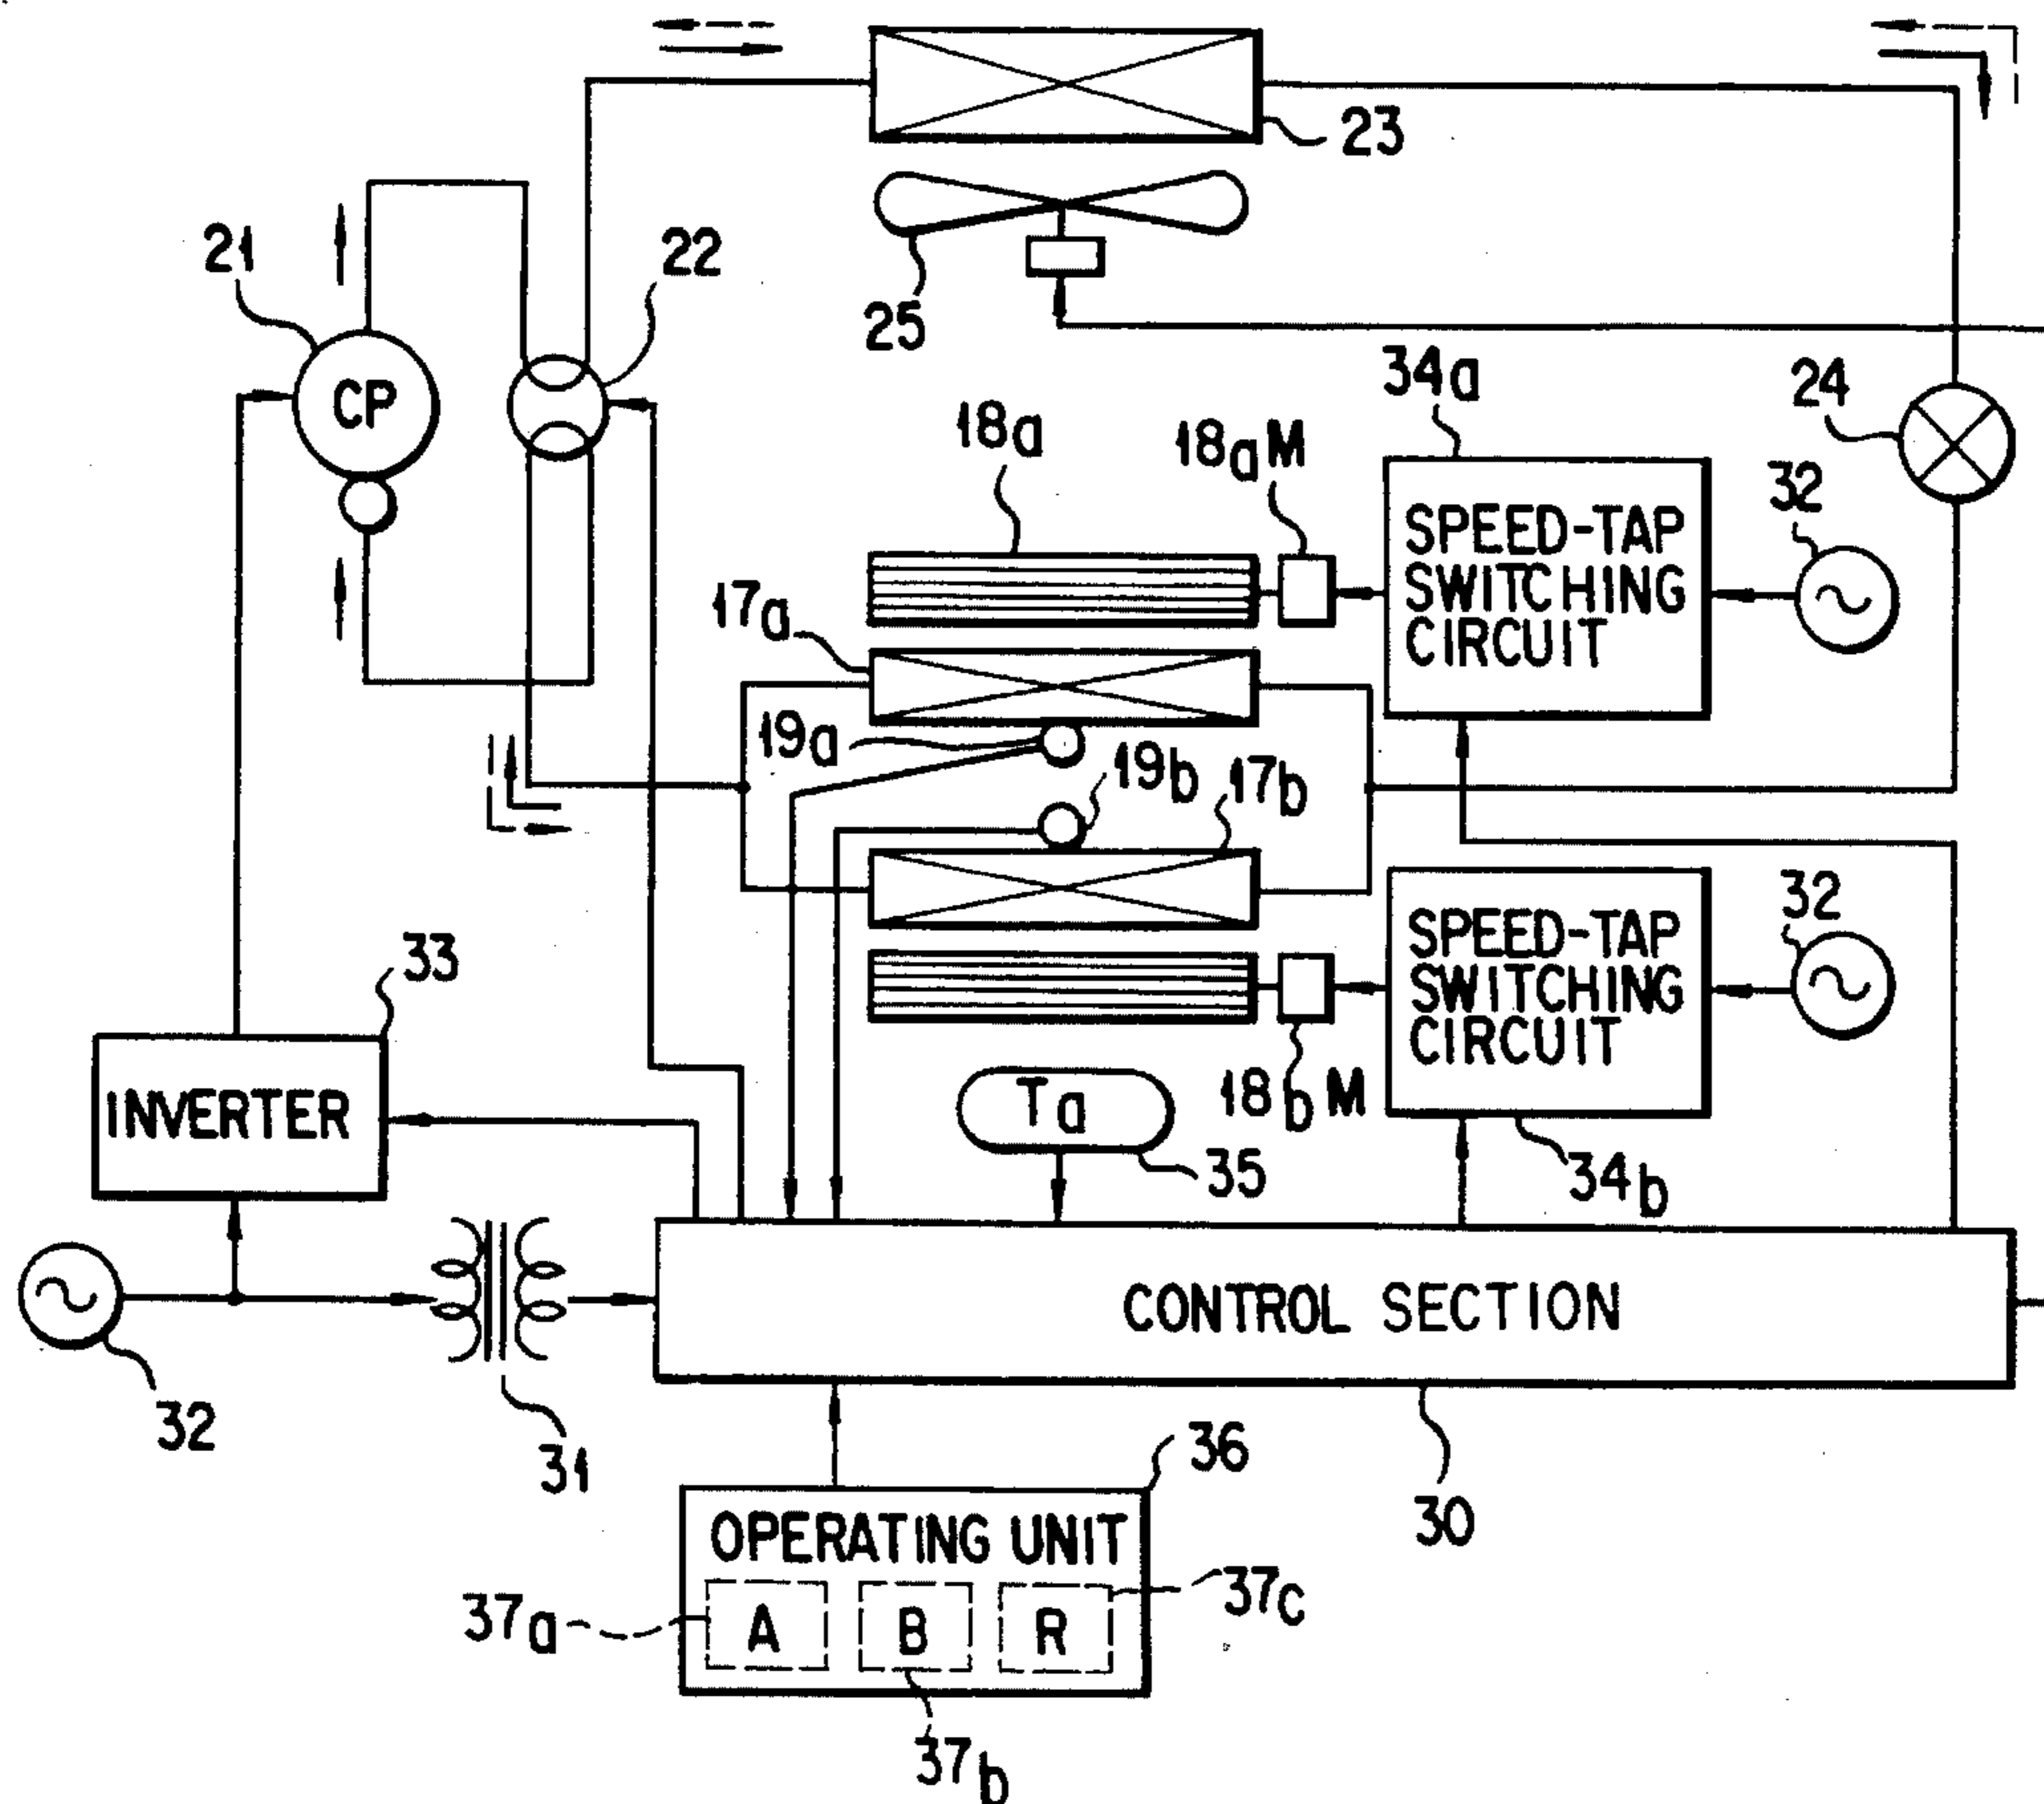 23
21
22
25
CP
34a
24
18a
18aM
32
SPEED-TAP
SWITCHING
CIRCUIT
17a
19a
19b
17b
32
SPEED-TAP
SWITCHING
CIRCUIT
33
INVERTER
Ta
18bM
35
34b
CONTROL SECTION
32
31
36
30
OPERATING UNIT
37a
A
B
R
37c
37b